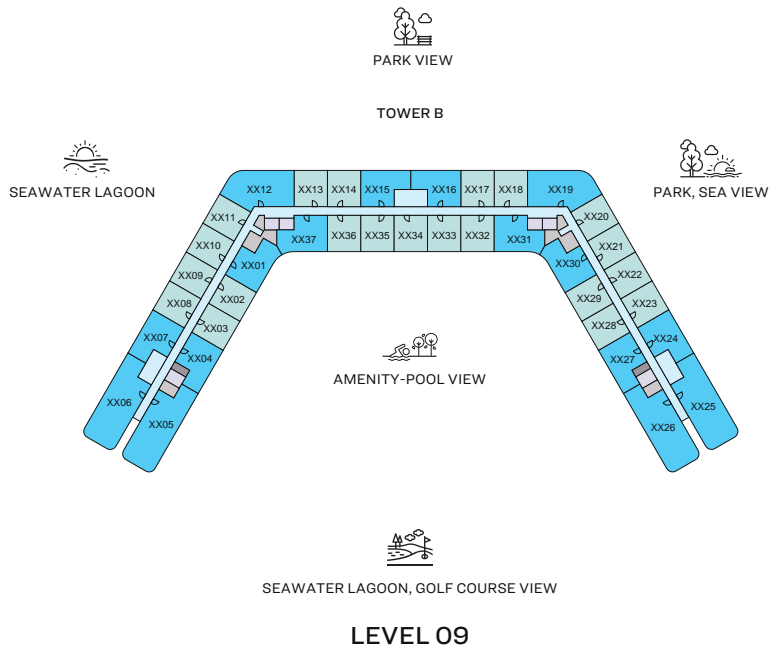 PARK VIEW
TOWER B
SEAWATER LAGOON
PARK, SEA VIEW
XX12
XX13
XX14
XX15
XX16
XX17
XX18
XX19
XX11
XX20
XX37
XX36
XX35
XX34
XX33
XX32
XX31
XX10
XX21
XX01
XX30
XX09
XX22
XX02
XX29
XX08
XX23
XX03
XX28
XX07
XX24
XX04
XX27
XX06
XX25
XX05
XX26
AMENITY-POOL VIEW
SEAWATER LAGOON, GOLF COURSE VIEW
LEVEL 09